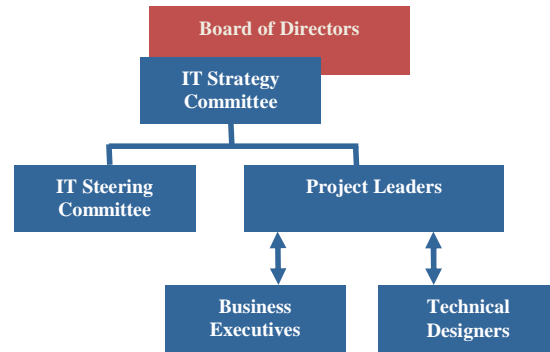 Board of Directors
IT Strategy
Committee
IT Steering
Committee
Project Leaders
Business
Executives
Technical
Designers